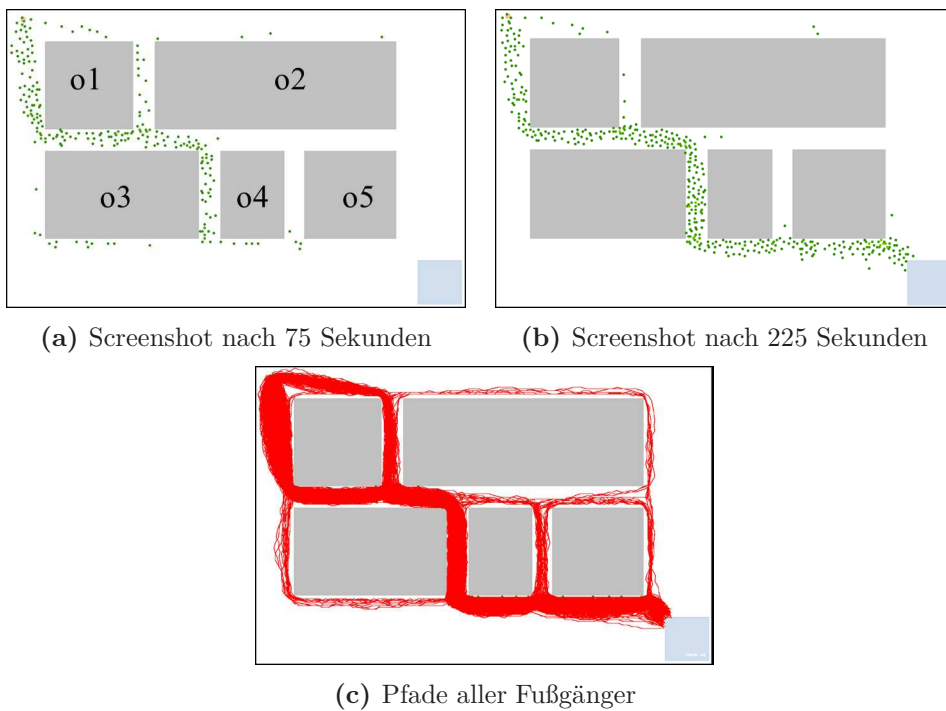 o1
o2
o3
o4
o5
(a) Screenshot nach 75 Sekunden
(b) Screenshot nach 225 Sekunden
(c) Pfade aller Fußgänger